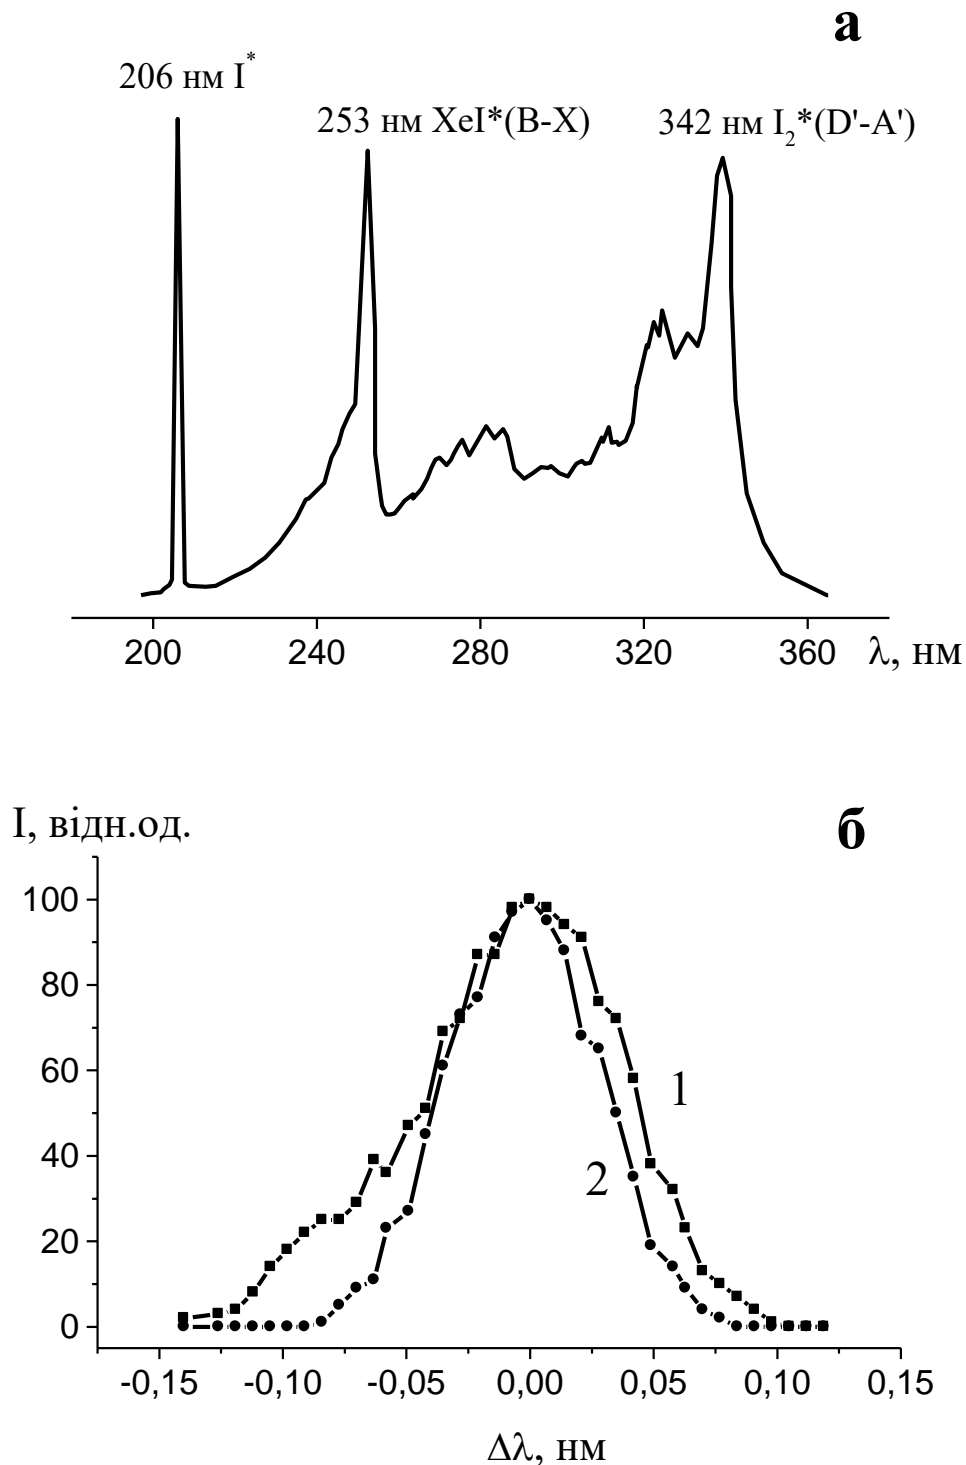 а
206 нм I*
253 нм XeI*(B-X)
342 нм I₂*(D'-A')
200 240 280 320 360 λ, нм
I, відн.од.
б
100
80
60
40
20
0
1
2
-0,15 -0,10 -0,05 0,00 0,05 0,10 0,15
Δλ, нм